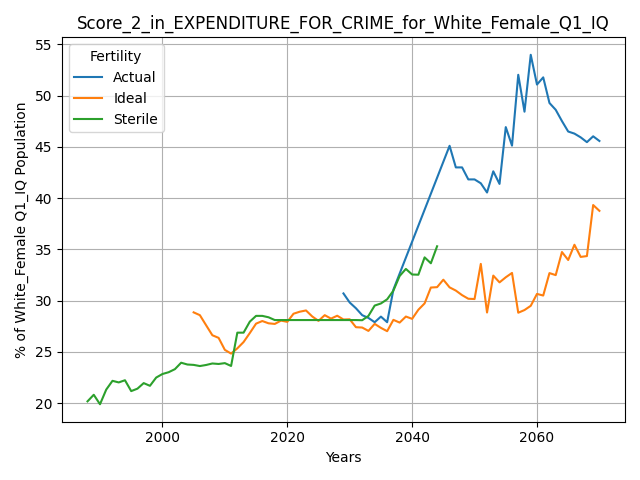 Score_2_in_EXPENDITURE_FOR_CRIME_for_White_Female_Q1_IQ
Fertility
Actual
Ideal
Sterile
% of White_Female Q1_IQ Population
55
50
45
40
35
30
25
20
2000
2020
2040
2060
Years